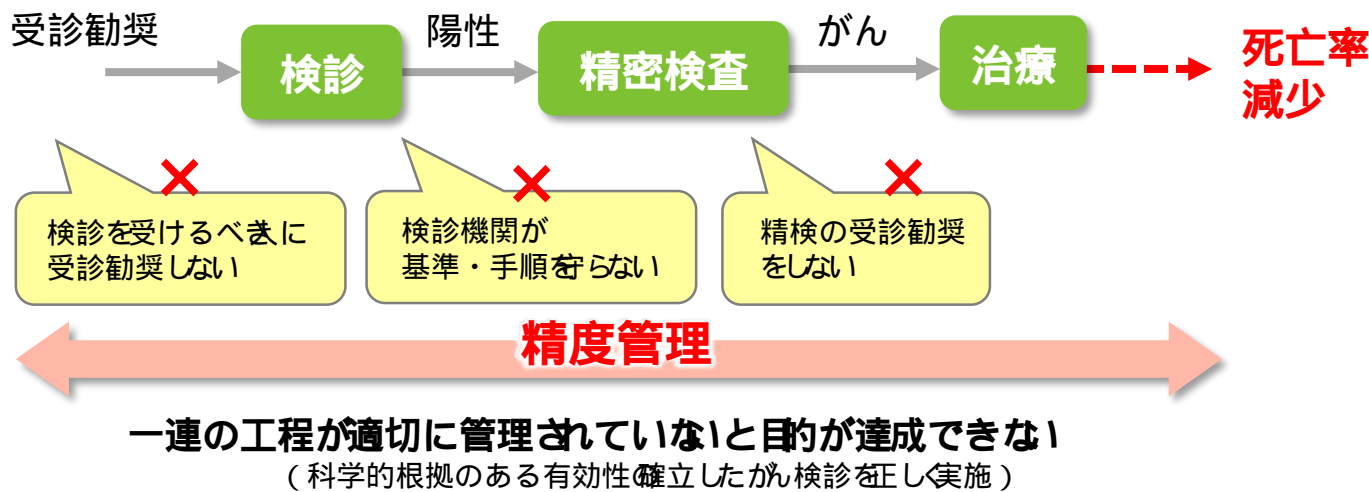 受診勧奨
検診
陽性
精密検査
がん
治療
死亡率
減少
検診を受けるべき人に
受診勧奨しない
検診機関が
基準・手順を守らない
精検の受診勧奨
をしない
精度管理
一連の工程が適切に管理されていないと目的が達成できない
(科学的根拠のある有効性の確立したがん検診を正しく実施)